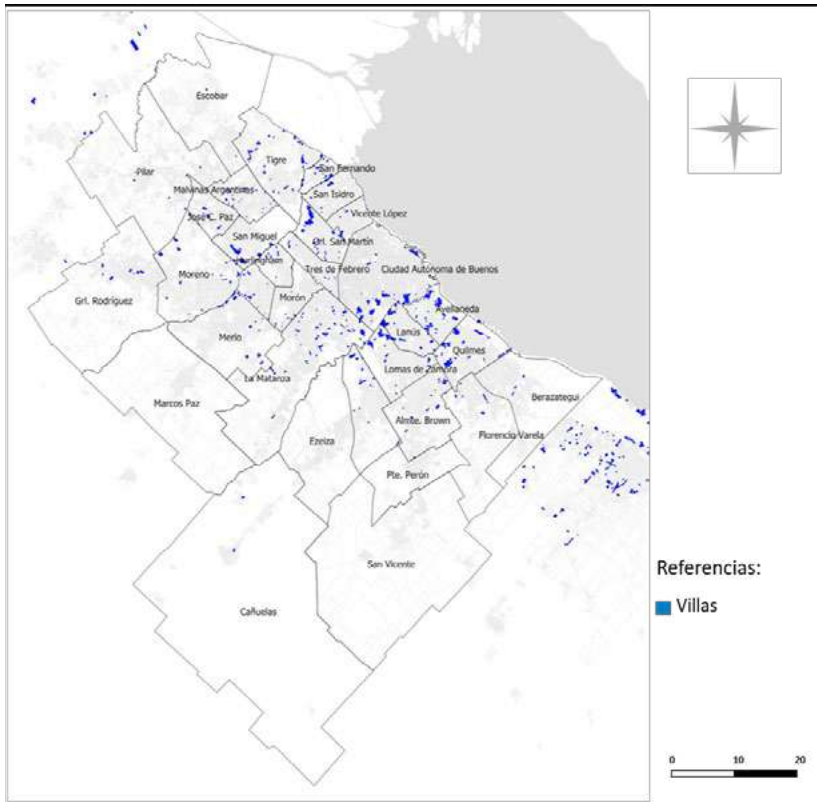 Escobar
Tigre
San Fernando
Pilar
Malvinas Argentinas
San Isidro
José C. Paz
Vicente López
San Miguel
Grl. San Martín
Hurlingham
Tres de Febrero
Ciudad Autónoma de Buenos
Moreno
Grl. Rodríguez
Morón
Avellaneda
Merlo
Lanús
Quilmes
La Matanza
Lomas de Zamora
Marcos Paz
Berazategui
Almte. Brown
Florencio Varela
Ezeiza
Pte. Perón
San Vicente
Cañuelas
Referencias:
Villas
0 10 20